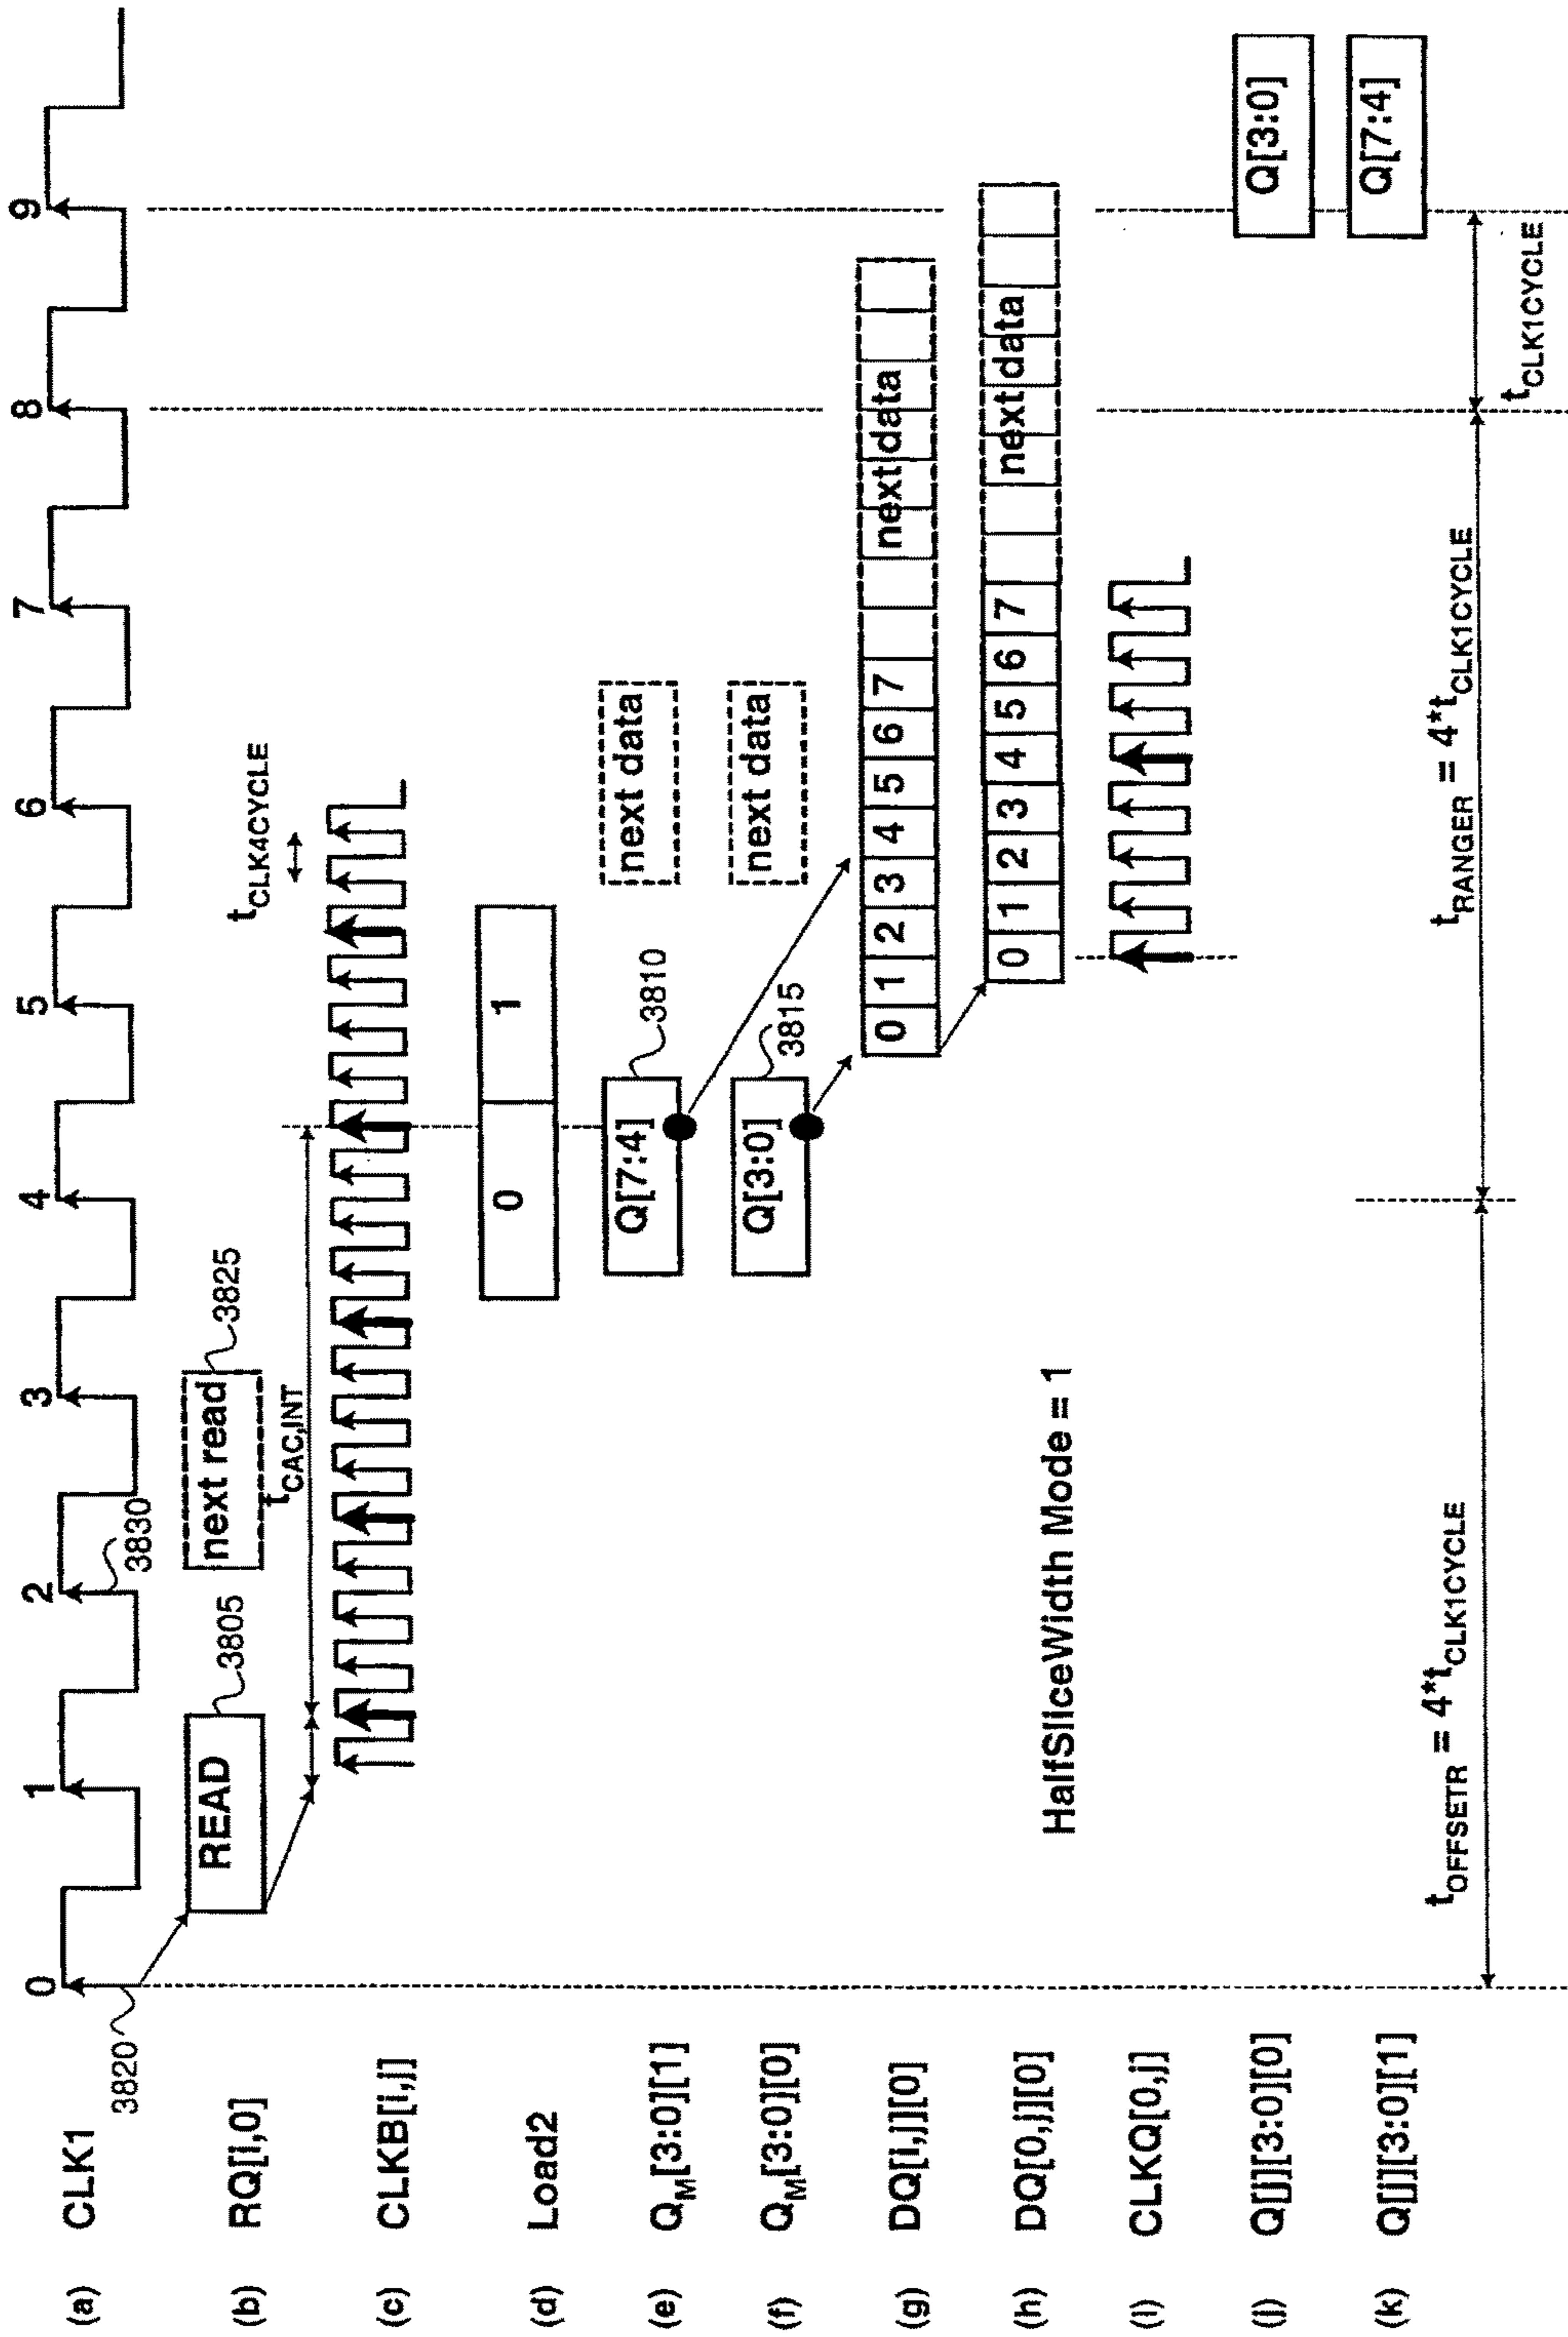 0 1 2 3 4 5 6 7 8 9
(a) CLK1
3820
3830
(b) RQ[i,0]
READ
3805
next read
3825
tCAC,INT
tCLK4CYCLE
(c) CLKB[i,j]
(d) Load2
0 1
(e) QM[3:0][1]
Q[7:4]
3810
next data
(f) QM[3:0][0]
Q[3:0]
3815
next data
(g) DQ[i,j][0]
0 1 2 3 4 5 6 7
next data
(h) DQ[0,j][0]
0 1 2 3 4 5 6 7
next data
HalfSliceWidth Mode = 1
(i) CLKQ[0,j]
(j) Q[j][3:0][0]
Q[3:0]
(k) Q[j][3:0][1]
Q[7:4]
tOFFSETR = 4*tCLK1CYCLE
tRANGER = 4*tCLK1CYCLE
tCLK1CYCLE